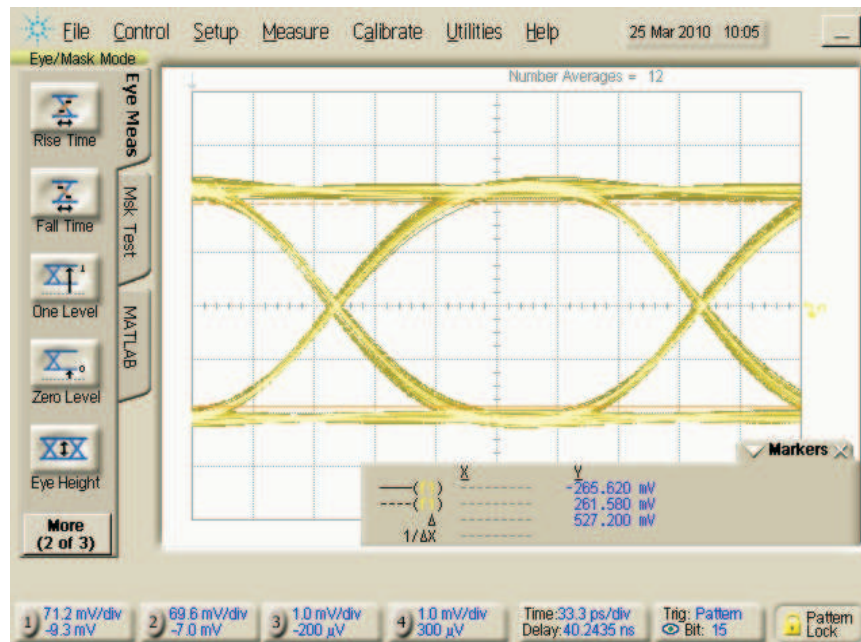 File Control Setup Measure Calibrate Utilities Help 25 Mar 2010 10:05
Eye/Mask Mode
Number Averages = 12
Eye Meas
Msk Test
MATLAB
Rise Time
Fall Time
One Level
Zero Level
Eye Height
More
(2 of 3)
Markers
X Y
-265.620 mV
261.580 mV
Δ 527.200 mV
1/ΔX
1 71.2 mV/div
-9.3 mV
2 69.6 mV/div
-7.0 mV
3 1.0 mV/div
-200 µV
4 1.0 mV/div
300 µV
Time:33.3 ps/div
Delay:40.2435 ns
Trig: Pattern
Bit: 15
Pattern
Lock